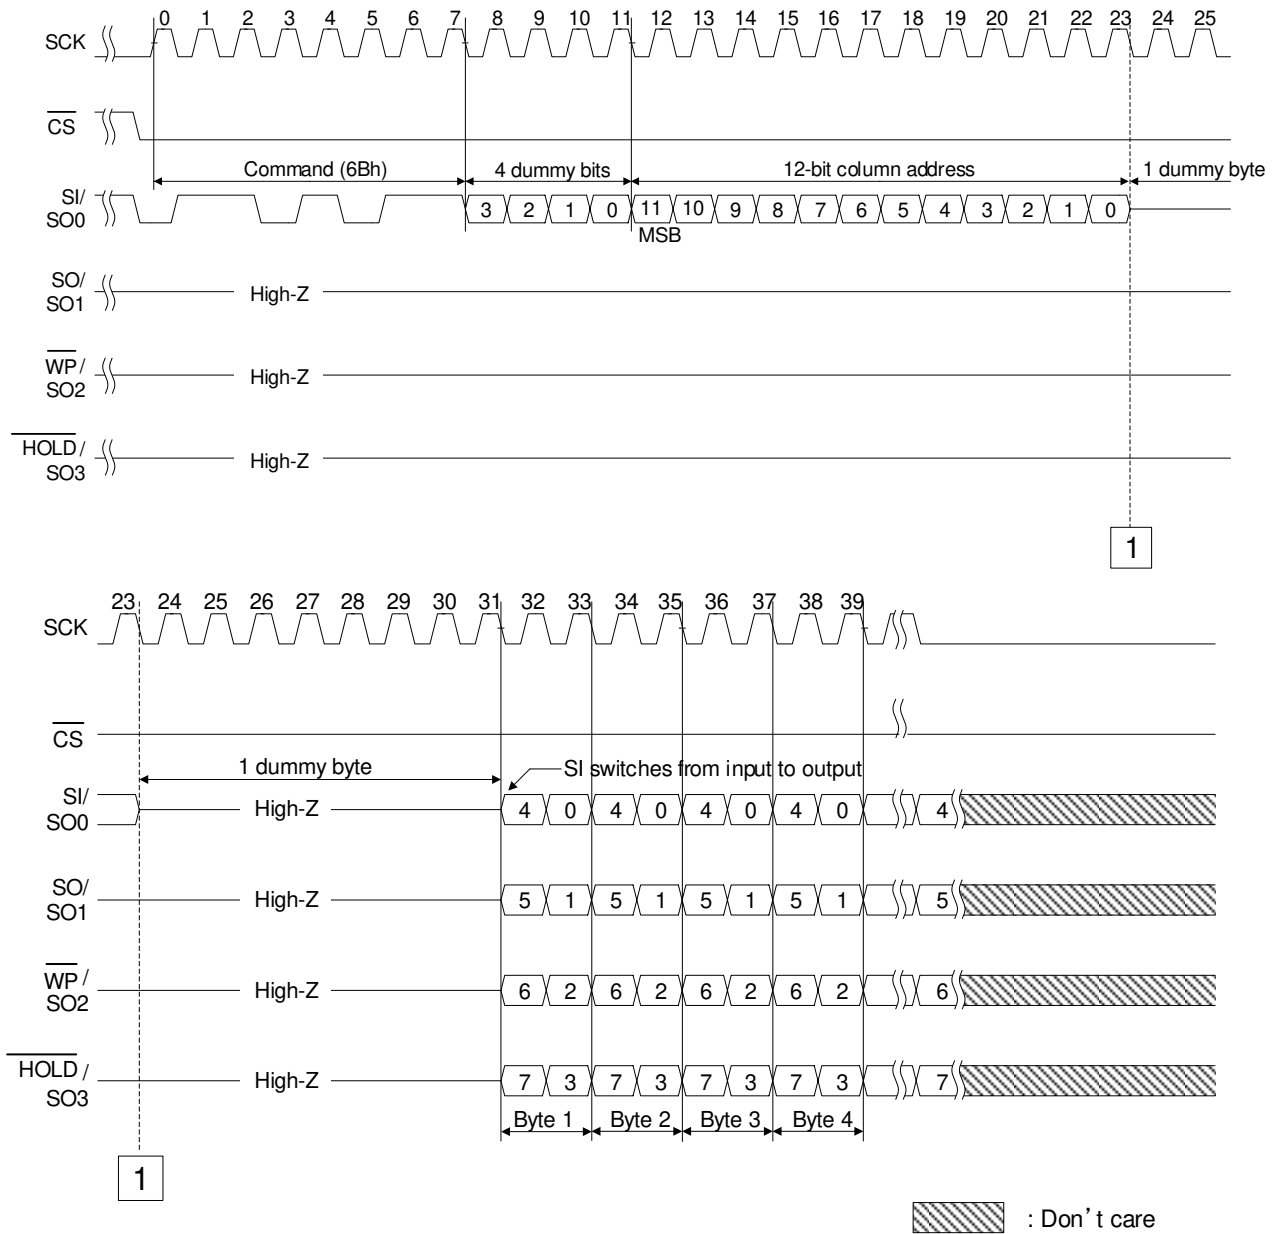 0 1 2 3 4 5 6 7 8 9 10 11 12 13 14 15 16 17 18 19 20 21 22 23 24 25
SCK
CS
Command (6Bh) 4 dummy bits 12-bit column address 1 dummy byte
SI/
SO0
3 2 1 0 11 10 9 8 7 6 5 4 3 2 1 0
MSB
SO/
SO1
High-Z
WP/
SO2
High-Z
HOLD/
SO3
High-Z
1
23 24 25 26 27 28 29 30 31 32 33 34 35 36 37 38 39
SCK
CS
1 dummy byte
SI switches from input to output
SI/
SO0
High-Z 4 0 4 0 4 0 4 0 4
SO/
SO1
High-Z 5 1 5 1 5 1 5 1 5
WP/
SO2
High-Z 6 2 6 2 6 2 6 2 6
HOLD/
SO3
High-Z 7 3 7 3 7 3 7 3 7
Byte 1 Byte 2 Byte 3 Byte 4
1
: Don't care